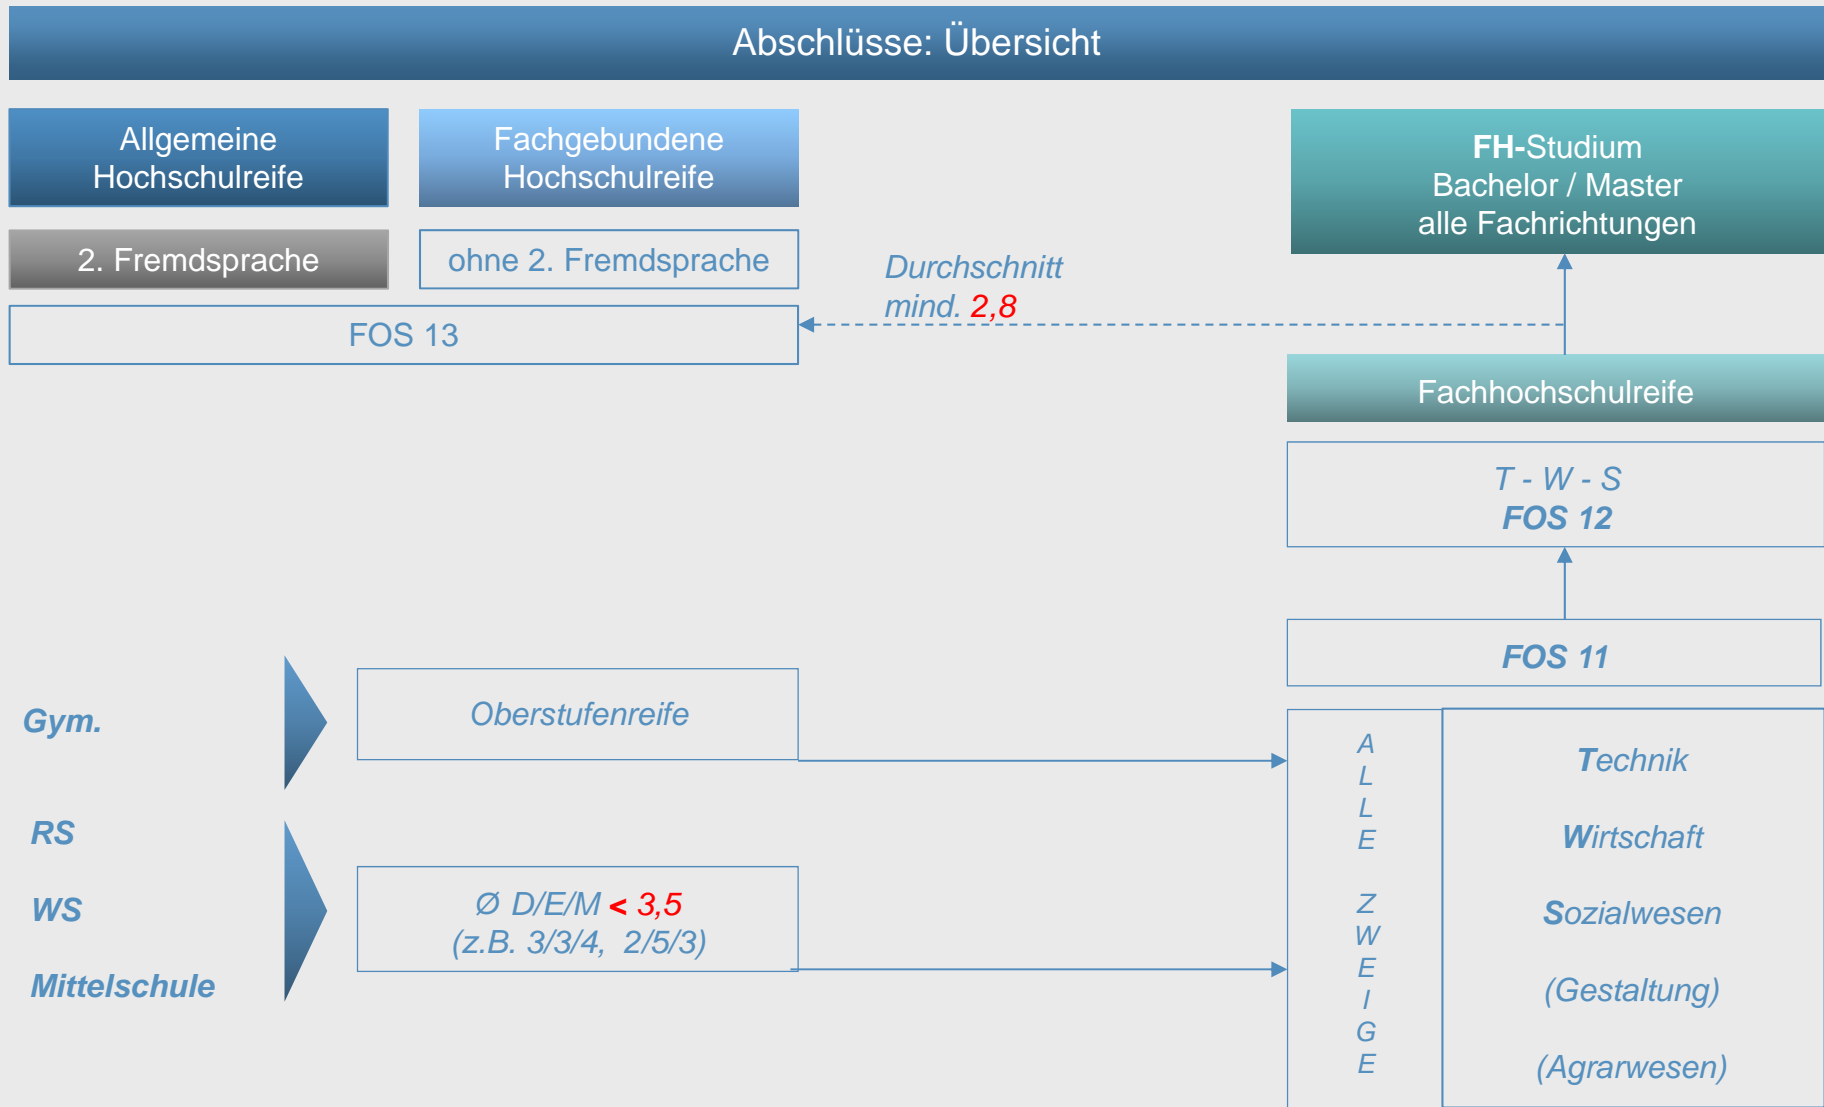 Abschlüsse: Übersicht
Allgemeine
Hochschulreife
Fachgebundene
Hochschulreife
FH-Studium
Bachelor / Master
alle Fachrichtungen
2. Fremdsprache
ohne 2. Fremdsprache
Durchschnitt
mind. 2,8
FOS 13
Fachhochschulreife
T - W - S
FOS 12
FOS 11
Gym.
Oberstufenreife
RS
WS
Mittelschule
Ø D/E/M < 3,5
(z.B. 3/3/4, 2/5/3)
A
L
L
E
Z
W
E
I
G
E
Technik
Wirtschaft
Sozialwesen
(Gestaltung)
(Agrarwesen)